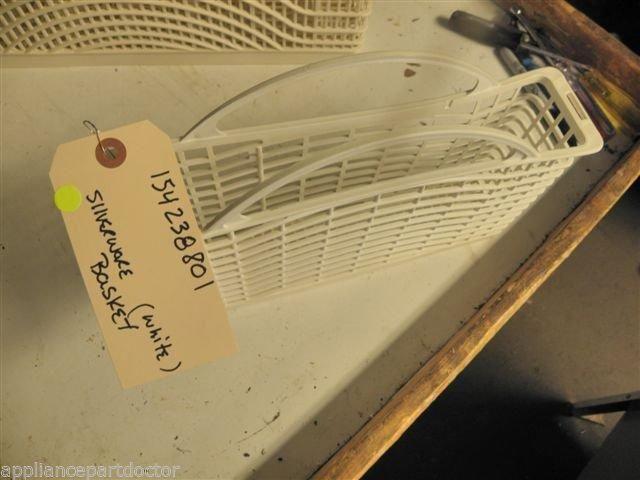 154238801
SILVERWARE (WHITE)
BASKET
appliancepartdoctor